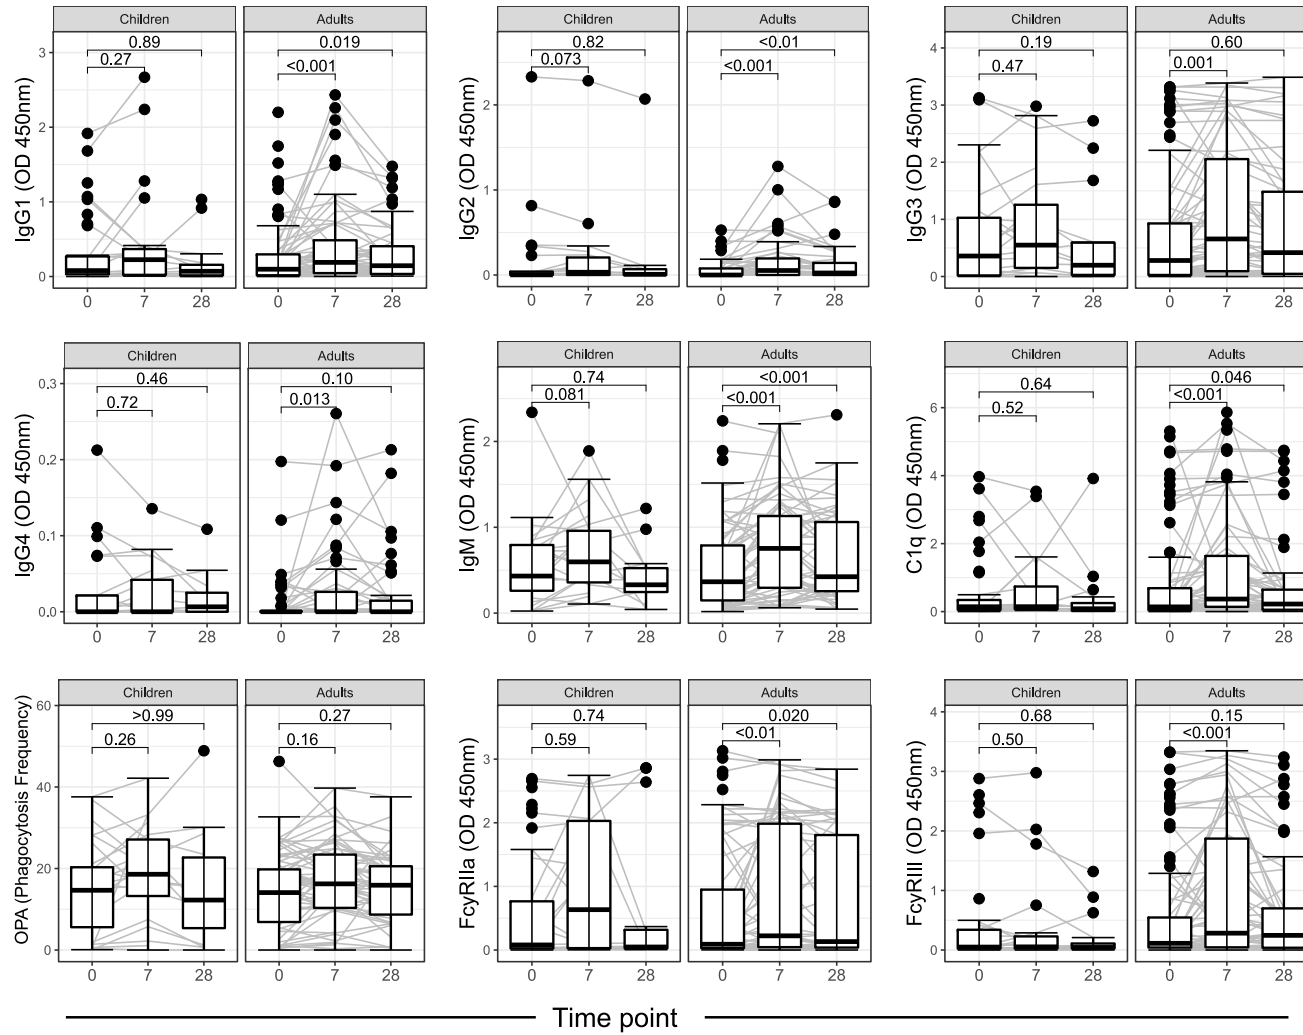 Children Adults
0.89
0.27
0.019
<0.001
IgG1 (OD 450nm)
3
2
1
0
0 7 28 0 7 28
Children Adults
0.82
0.073
<0.01
<0.001
IgG2 (OD 450nm)
2
1
0
0 7 28 0 7 28
Children Adults
0.19
0.47
0.60
0.001
IgG3 (OD 450nm)
4
3
2
1
0
0 7 28 0 7 28
Children Adults
0.46
0.72
0.10
0.013
IgG4 (OD 450nm)
0.3
0.2
0.1
0.0
0 7 28 0 7 28
Children Adults
0.74
0.081
<0.001
<0.001
IgM (OD 450nm)
2
1
0
0 7 28 0 7 28
Children Adults
0.64
0.52
0.046
<0.001
C1q (OD 450nm)
6
4
2
0
0 7 28 0 7 28
Children Adults
>0.99
0.26
0.27
0.16
OPA (Phagocytosis Frequency)
60
40
20
0
0 7 28 0 7 28
Children Adults
0.74
0.59
0.020
<0.01
FcyRIIa (OD 450nm)
3
2
1
0
0 7 28 0 7 28
Children Adults
0.68
0.50
0.15
<0.001
FcyRIII (OD 450nm)
4
3
2
1
0
0 7 28 0 7 28
Time point